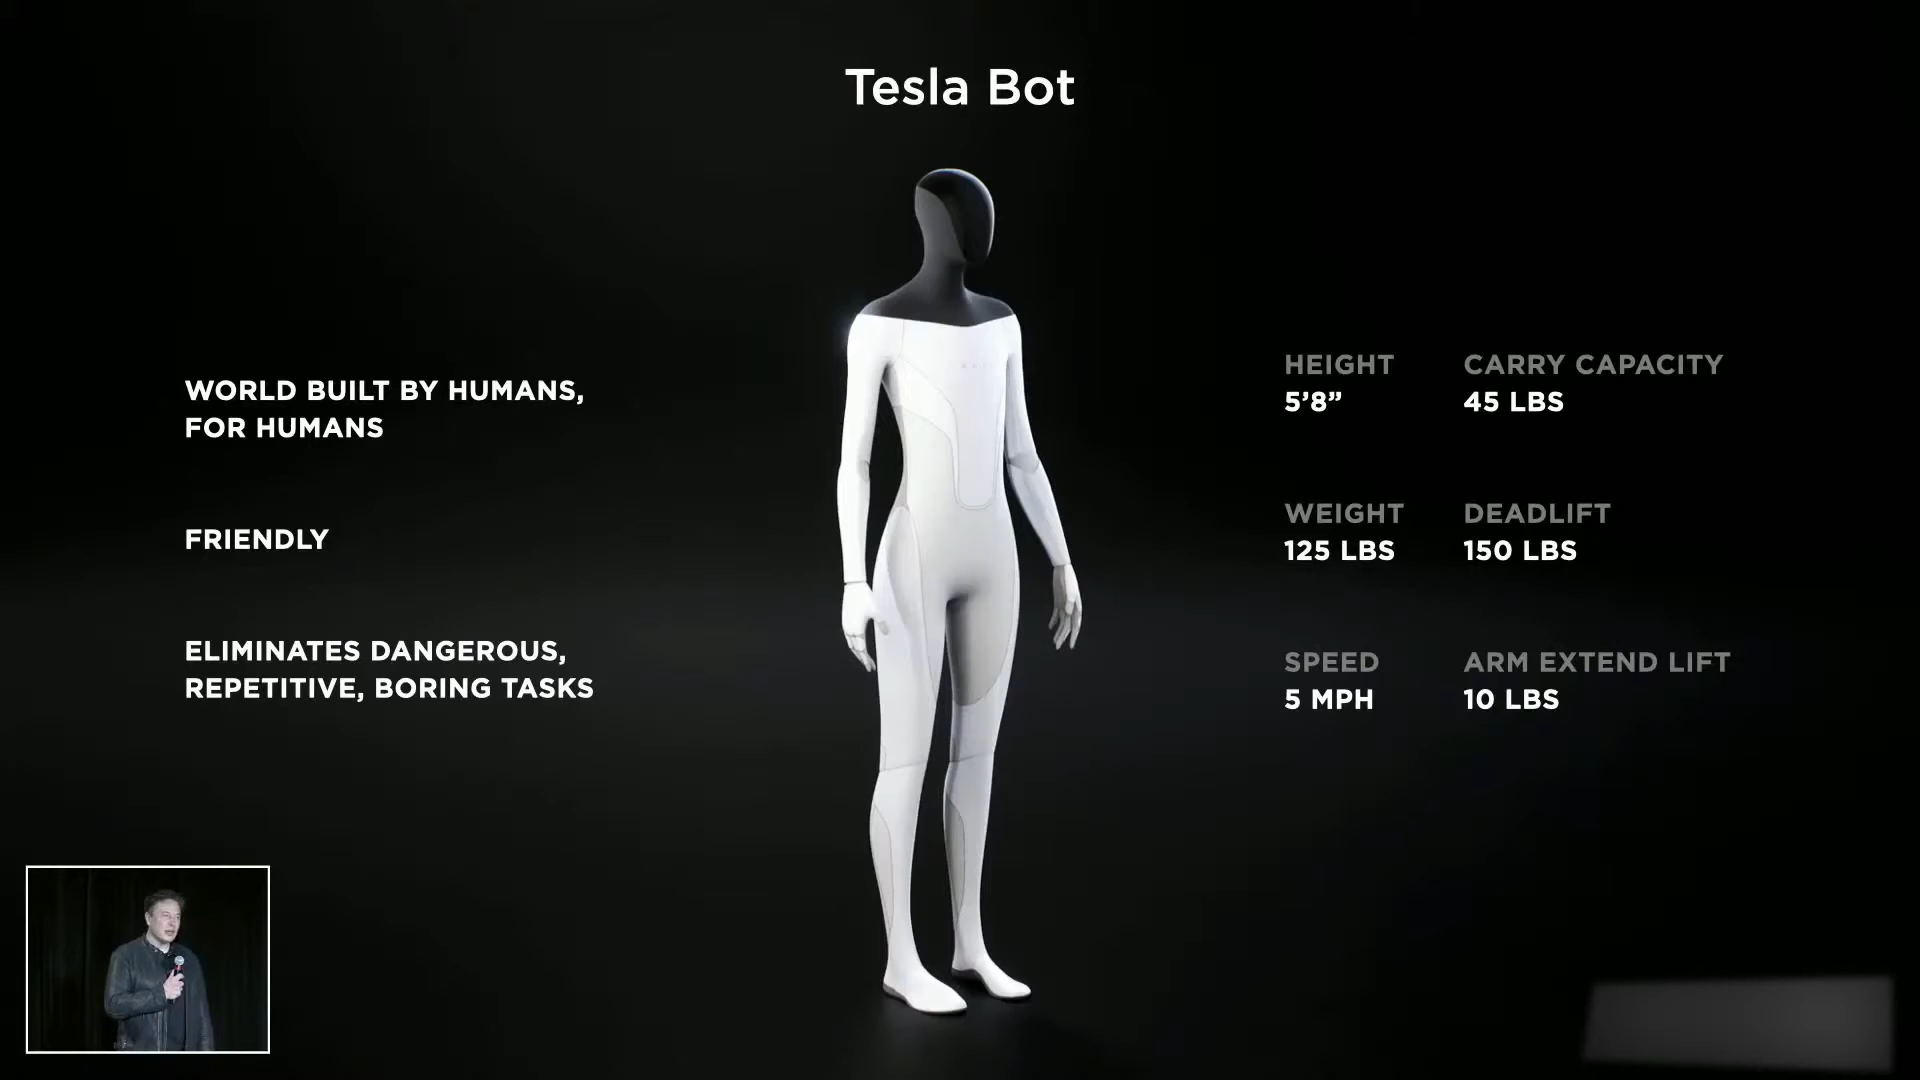 Tesla Bot
WORLD BUILT BY HUMANS,
FOR HUMANS
FRIENDLY
ELIMINATES DANGEROUS,
REPETITIVE, BORING TASKS
HEIGHT
5’8”
CARRY CAPACITY
45 LBS
WEIGHT
125 LBS
DEADLIFT
150 LBS
SPEED
5 MPH
ARM EXTEND LIFT
10 LBS